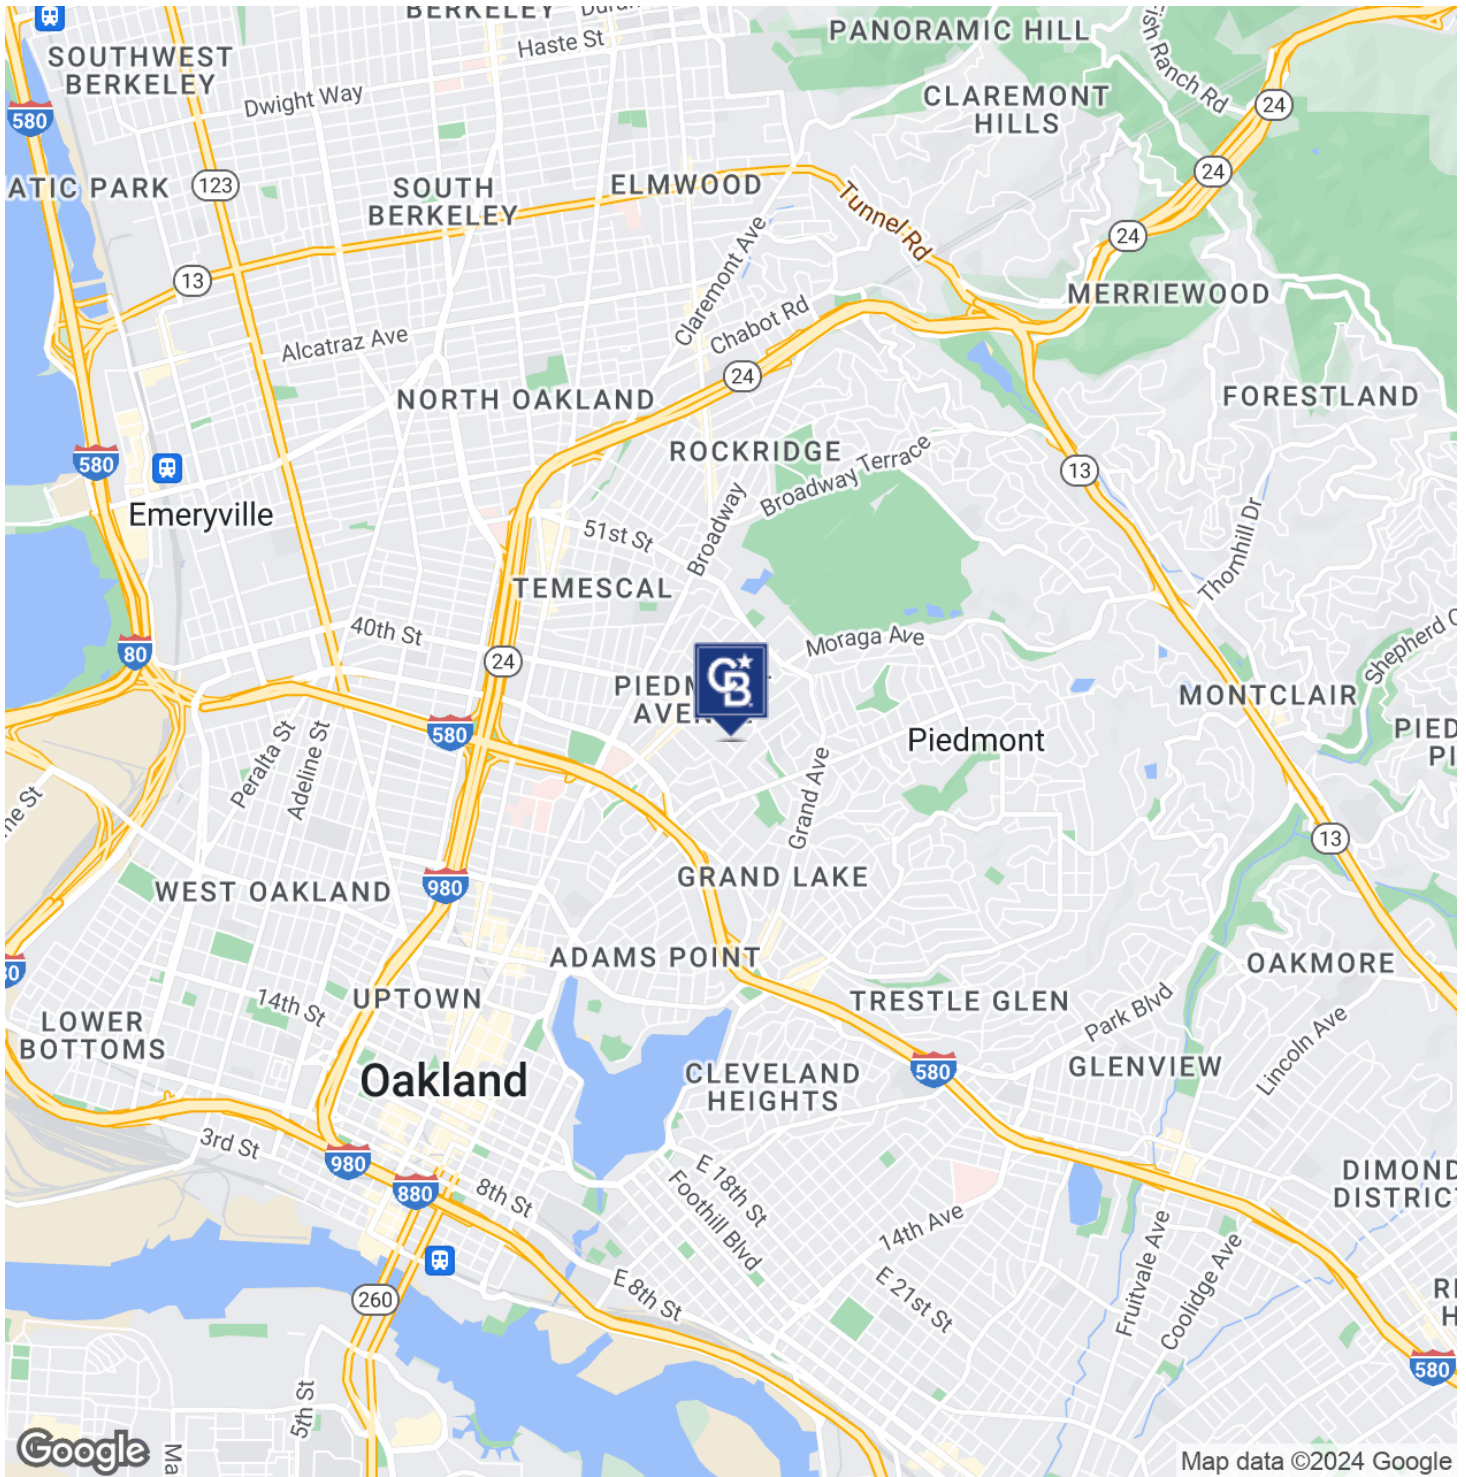 BERKELEY
Haste St
PANORAMIC HILL
SOUTHWEST
BERKELEY
Dwight Way
CLAREMONT
HILLS
24
580
ATIC PARK
123
SOUTH
BERKELEY
ELMWOOD
24
Tunnel Rd
24
13
Claremont Ave
MERRIEWOOD
Alcatraz Ave
Chabot Rd
24
NORTH OAKLAND
FORESTLAND
580
ROCKRIDGE
Broadway Terrace
13
Emeryville
51st St
Broadway
Thornhill Dr
TEMESCAL
40th St
Moraga Ave
80
24
CB
Shepherd C
PIEDM
AVE
MONTCLAIR
580
Piedmont
PIED
PI
Peralta St
Adeline St
Grand Ave
13
WEST OAKLAND
980
GRAND LAKE
ADAMS POINT
OAKMORE
14th St
UPTOWN
TRESTLE GLEN
Park Blvd
LOWER
BOTTOMS
Lincoln Ave
Oakland
CLEVELAND
HEIGHTS
580
GLENVIEW
3rd St
980
880
8th St
E 18th St
Foothill Blvd
DIMOND
DISTRIC
14th Ave
Fruitvale Ave
Coolidge Ave
260
E 8th St
E 21st St
580
5th St
Google
Ma
Map data ©2024 Google